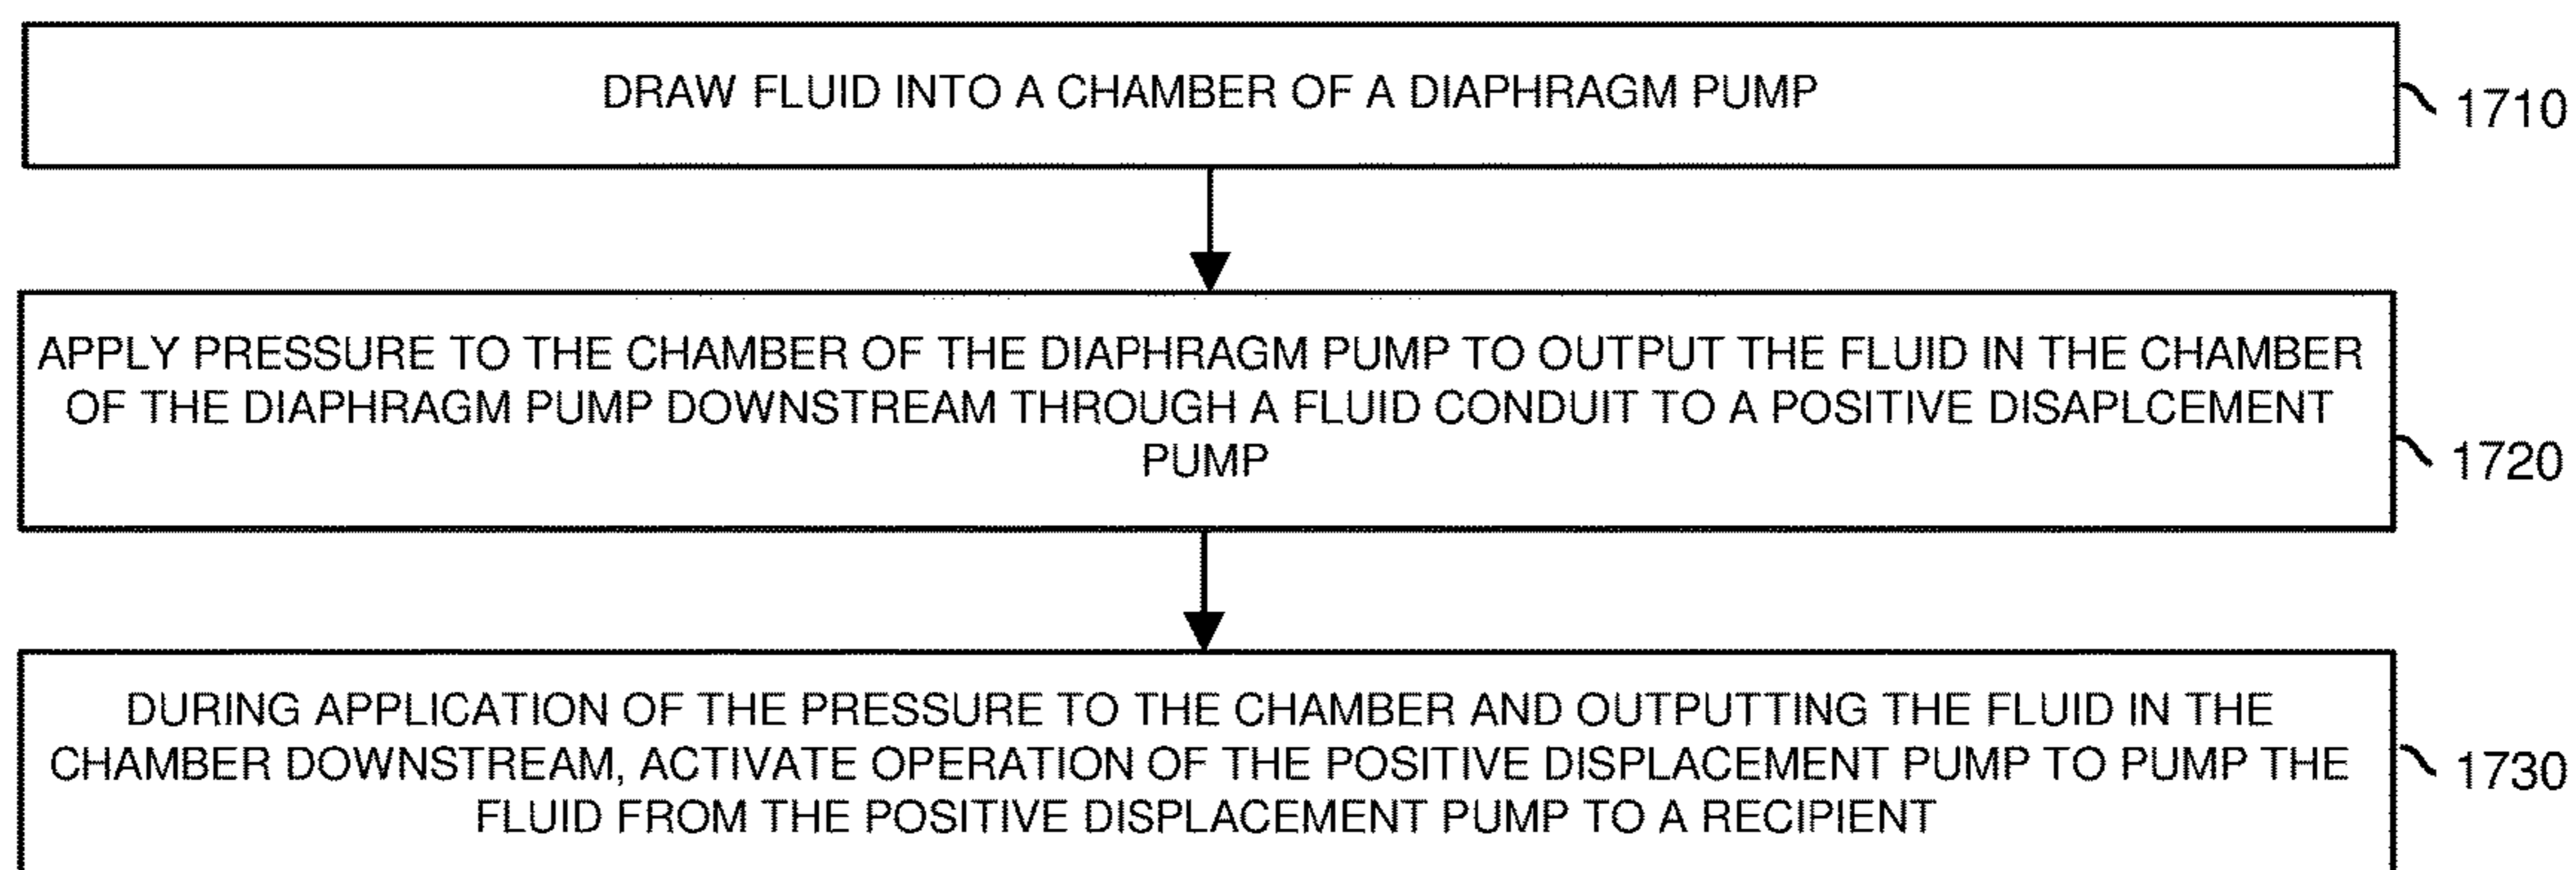 DRAW FLUID INTO A CHAMBER OF A DIAPHRAGM PUMP
1710
APPLY PRESSURE TO THE CHAMBER OF THE DIAPHRAGM PUMP TO OUTPUT THE FLUID IN THE CHAMBER
OF THE DIAPHRAGM PUMP DOWNSTREAM THROUGH A FLUID CONDUIT TO A POSITIVE DISAPLCEMENT
PUMP
1720
DURING APPLICATION OF THE PRESSURE TO THE CHAMBER AND OUTPUTTING THE FLUID IN THE
CHAMBER DOWNSTREAM, ACTIVATE OPERATION OF THE POSITIVE DISPLACEMENT PUMP TO PUMP THE
FLUID FROM THE POSITIVE DISPLACEMENT PUMP TO A RECIPIENT
1730